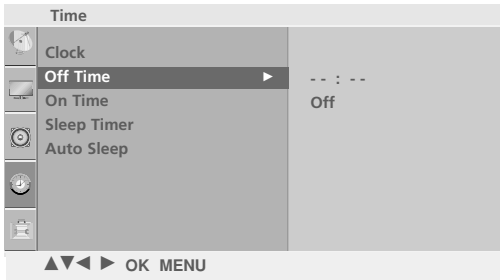 Time
Clock
Off Time ► - - : - -
On Time Off
Sleep Timer
Auto Sleep
▲▼◄ ► OK MENU